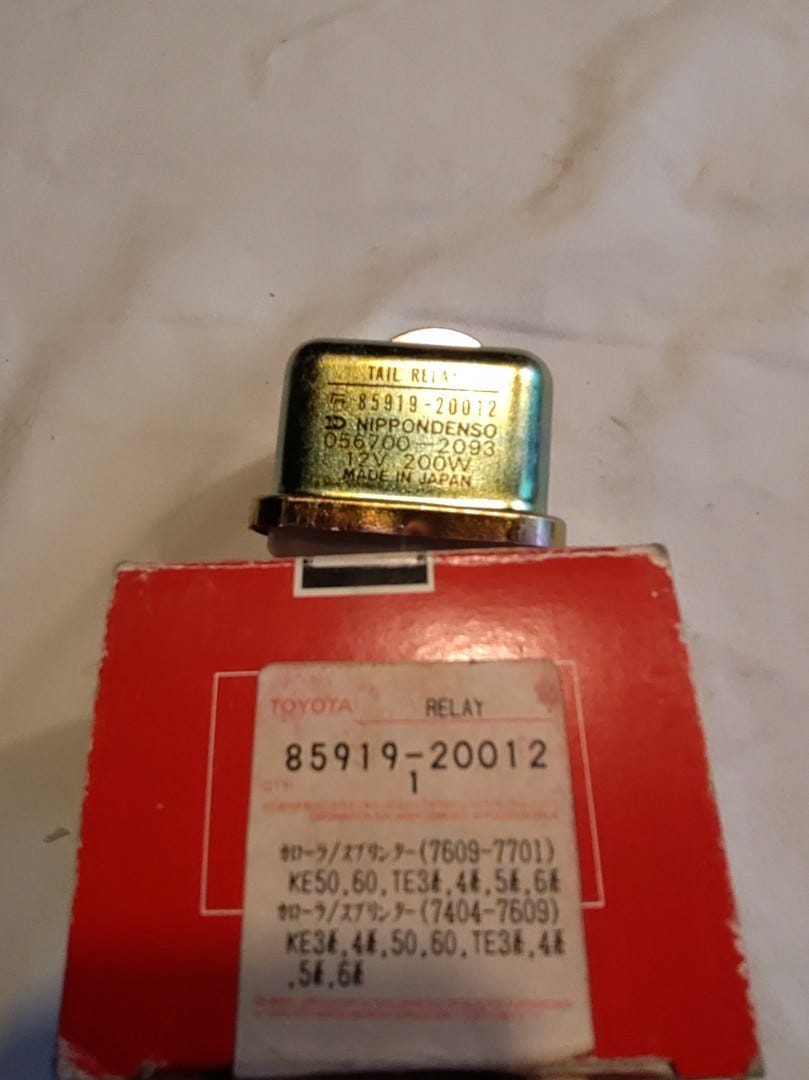 TAIL RELAY
85919-20012
NIPPONDENSO
056700-2093
12V 200W
MADE IN JAPAN
TOYOTA RELAY
85919-20012
QTY. 1
カローラ/スプリンター(7609-7701)
KE50,60,TE3#,4#,5#,6#
カローラ/スプリンター(7404-7609)
KE3#,4#,50,60,TE3#,4#
,5#,6#